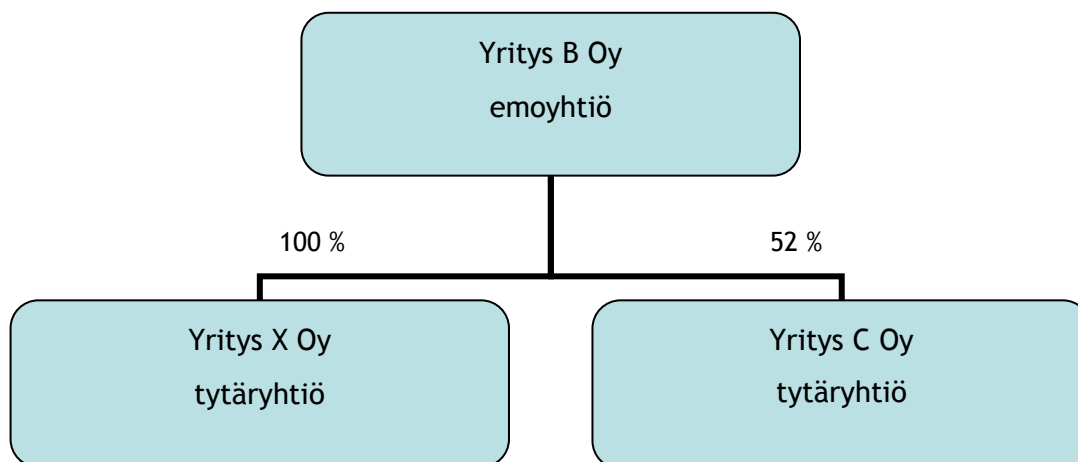 Yritys B Oy
emoyhtiö
100 %
52 %
Yritys X Oy
tytäryhtiö
Yritys C Oy
tytäryhtiö